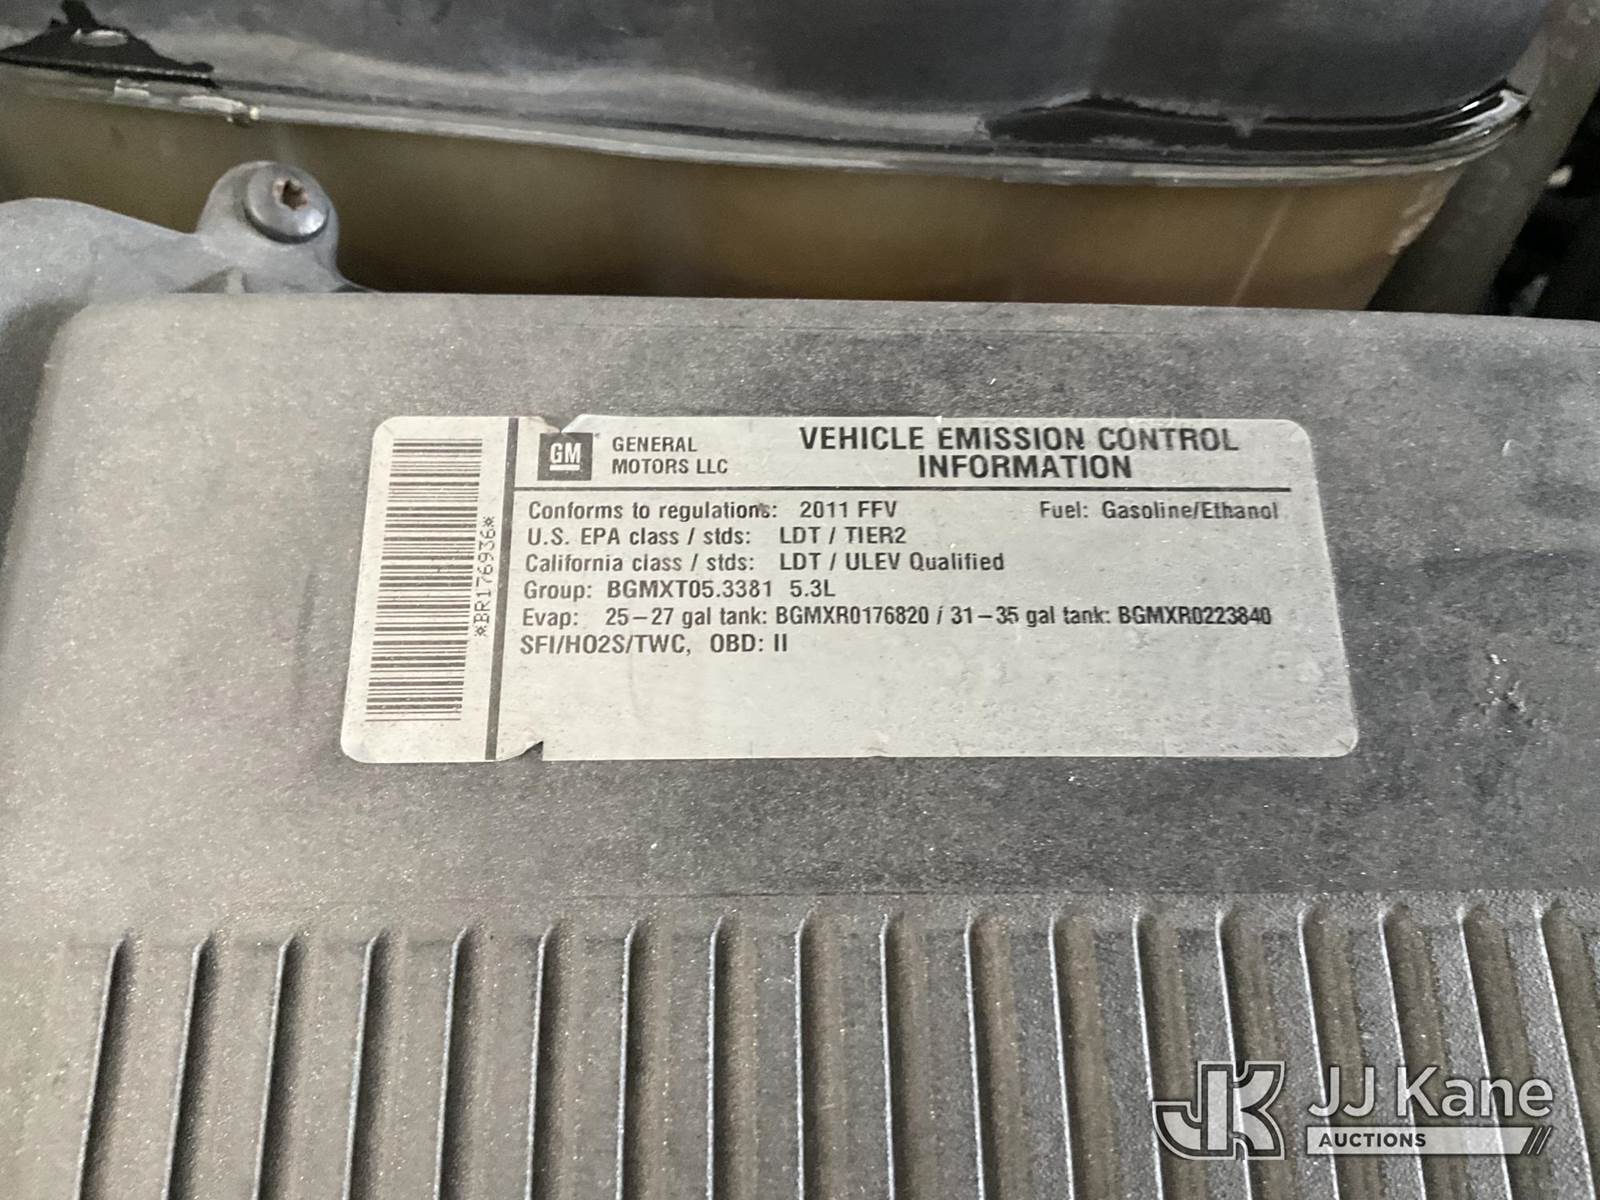 GM GENERAL MOTORS LLC
VEHICLE EMISSION CONTROL
INFORMATION
Conforms to regulations: 2011 FFV Fuel: Gasoline/Ethanol
U.S. EPA class / stds: LDT / TIER2
California class / stds: LDT / ULEV Qualified
Group: BGMXT05.3381 5.3L
Evap: 25-27 gal tank: BGMXR0176820 / 31-35 gal tank: BGMXR0223840
SFI/HO2S/TWC, OBD: II
*BR176936*
JK JJ Kane
AUCTIONS